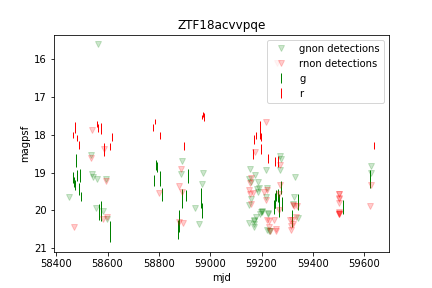 ZTF18acvvpqe
gnon detections
rnon detections
g
r
magpsf
16
17
18
19
20
21
58400 58600 58800 59000 59200 59400 59600
mjd